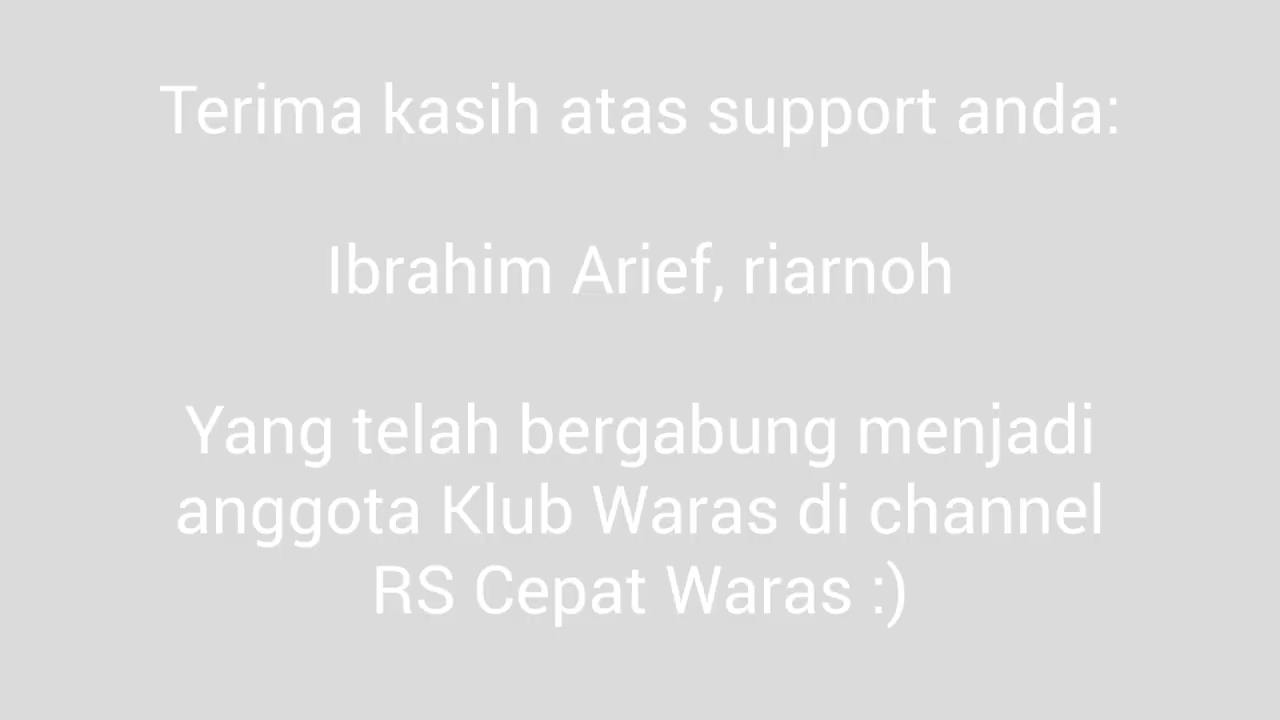 Terima kasih atas support anda:
Ibrahim Arief, riarnoh
Yang telah bergabung menjadi
anggota Klub Waras di channel
RS Cepat Waras :)